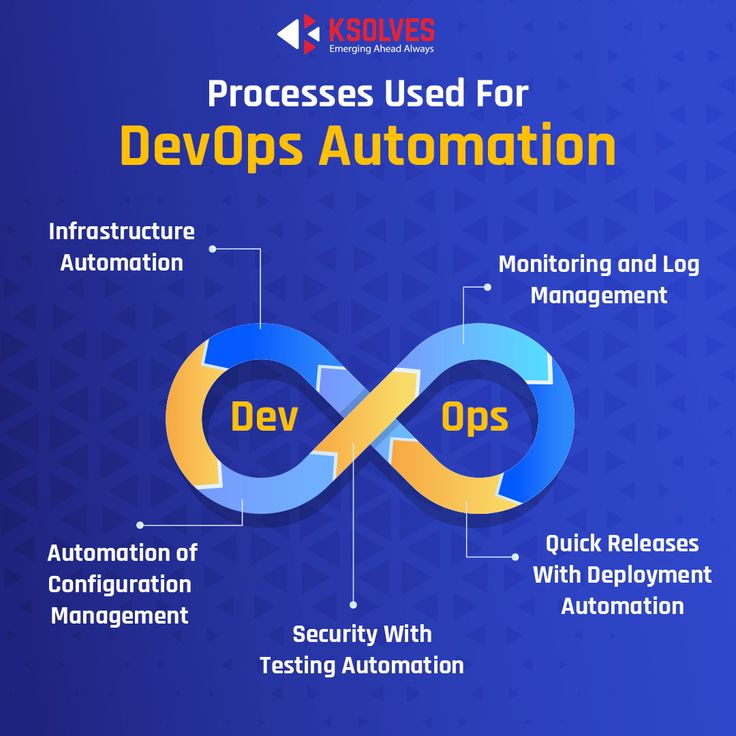 KSOLVES
Emerging Ahead Always
Processes Used For
DevOps Automation
Infrastructure
Automation
Monitoring and Log
Management
Dev
Ops
Automation of
Configuration
Management
Security With
Testing Automation
Quick Releases
With Deployment
Automation